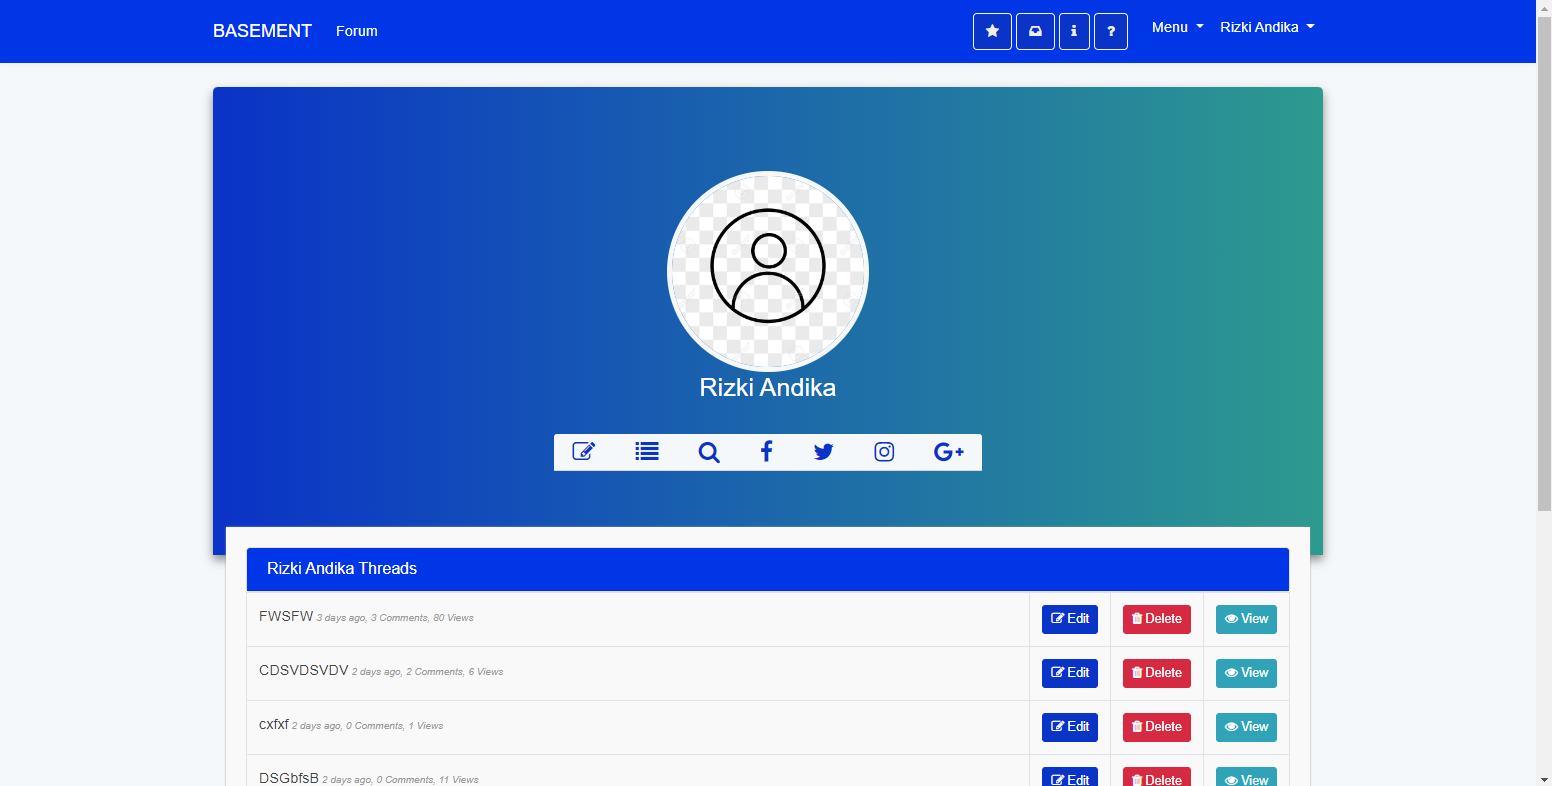 BASEMENT Forum ? Menu Rizki Andika
Rizki Andika
Rizki Andika Threads
FWSFW 3 days ago, 3 Comments, 80 Views Edit Delete View
CDSVDSVDV 2 days ago, 2 Comments, 6 Views Edit Delete View
cxfxf 2 days ago, 0 Comments, 1 Views Edit Delete View
DSGbfsB 2 days ago, 0 Comments, 11 Views Edit Delete View